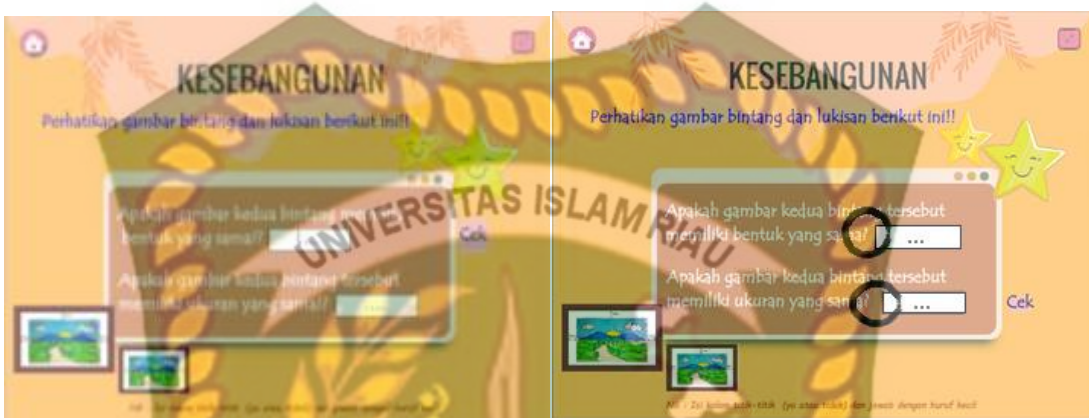 KESEBANGUNAN
Perhatikan gambar bintang dan lukisan berikut ini!!
Apakah gambar kedua bintang tersebut
bentuk yang sama!?
Cek
Apakah gambar kedua bintang tersebut
memiliki ukuran yang sama!?
KESEBANGUNAN
Perhatikan gambar bintang dan lukisan berikut ini!!
Apakah gambar kedua bintang tersebut
memiliki bentuk yang sama? ...
Apakah gambar kedua bintang tersebut
memiliki ukuran yang sama? ...
Cek
NB : Isi kolom titik-titik (ya atau tidak) dan jawab dengan huruf kecil
UNIVERSITAS ISLAM RIAU